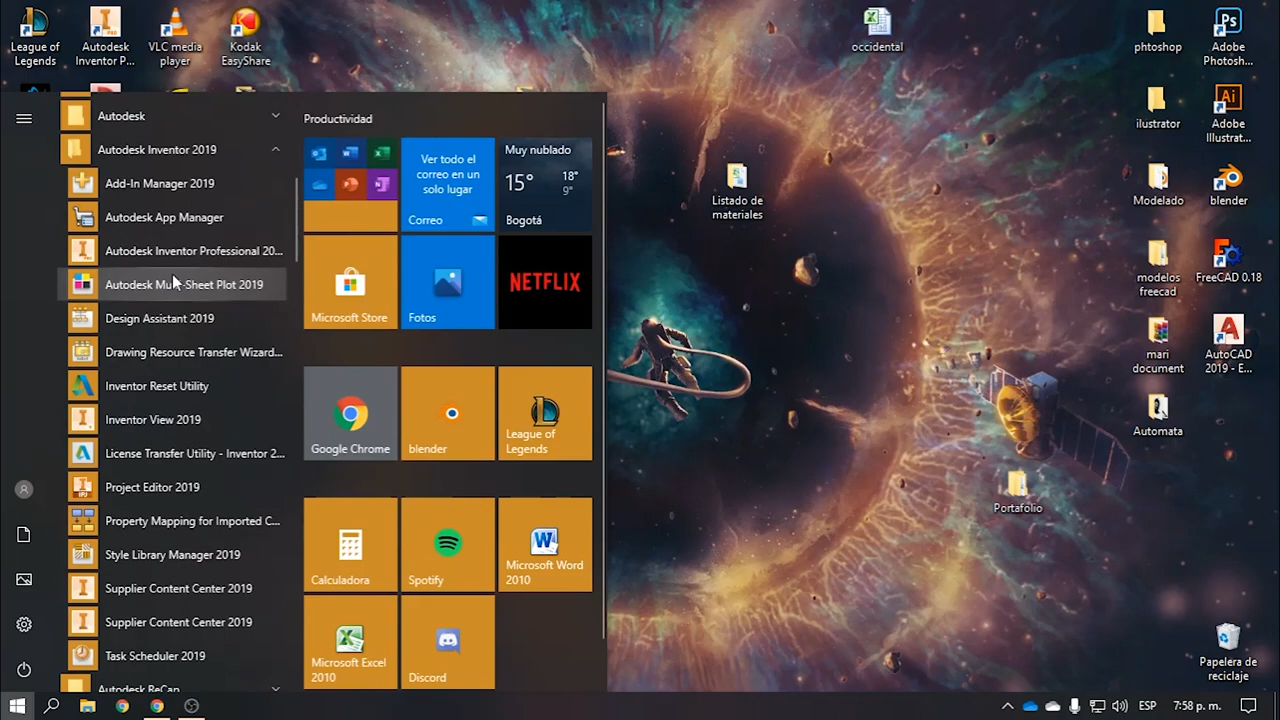 League of
Legends
Autodesk
Inventor P...
VLC media
player
Kodak
EasyShare
occidental
phtoshop
Adobe
Photosh...
ilustrator
Adobe
Illustrat...
Listado de
materiales
Modelado
blender
modelos
freecad
FreeCAD 0.18
mari
document
AutoCAD
2019 - E...
Automata
Portafolio
Papelera de
reciclaje
Autodesk
Autodesk Inventor 2019
Add-In Manager 2019
Autodesk App Manager
Autodesk Inventor Professional 20...
Autodesk Mul Sheet Plot 2019
Design Assistant 2019
Drawing Resource Transfer Wizard...
Inventor Reset Utility
Inventor View 2019
License Transfer Utility - Inventor 2...
Project Editor 2019
Property Mapping for Imported C...
Style Library Manager 2019
Supplier Content Center 2019
Supplier Content Center 2019
Task Scheduler 2019
Autodesk ReCap
Productividad
Ver todo el
correo en un
solo lugar
Correo
Muy nublado
15° 18°
9°
Bogotá
Microsoft Store
Fotos
NETFLIX
Google Chrome
blender
League of
Legends
Calculadora
Spotify
Microsoft Word
2010
Microsoft Excel
2010
Discord
ESP
7:58 p. m.